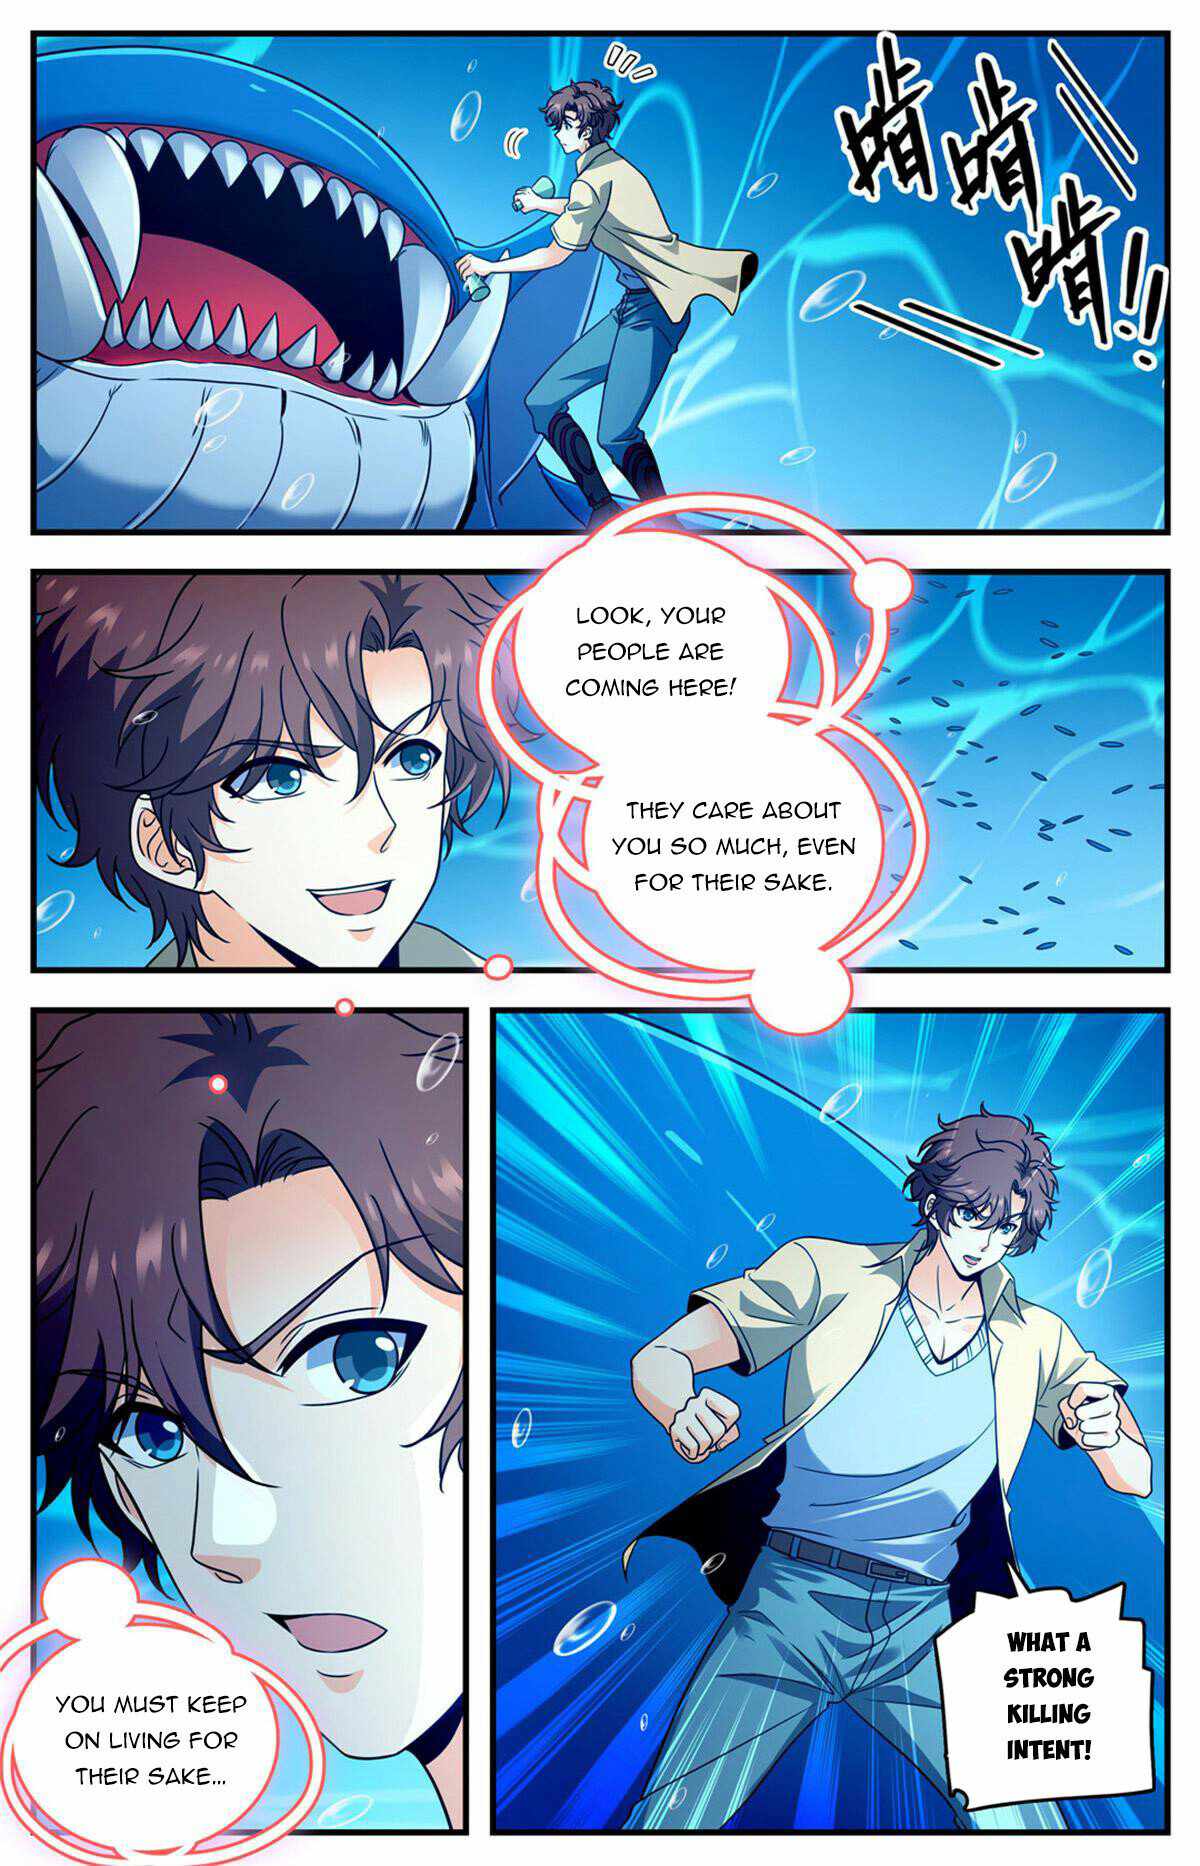 啃
啃
啃!!
LOOK, YOUR
PEOPLE ARE
COMING HERE!
THEY CARE ABOUT
YOU SO MUCH, EVEN
FOR THEIR SAKE.
YOU MUST KEEP
ON LIVING FOR
THEIR SAKE...
WHAT A
STRONG
KILLING
INTENT!